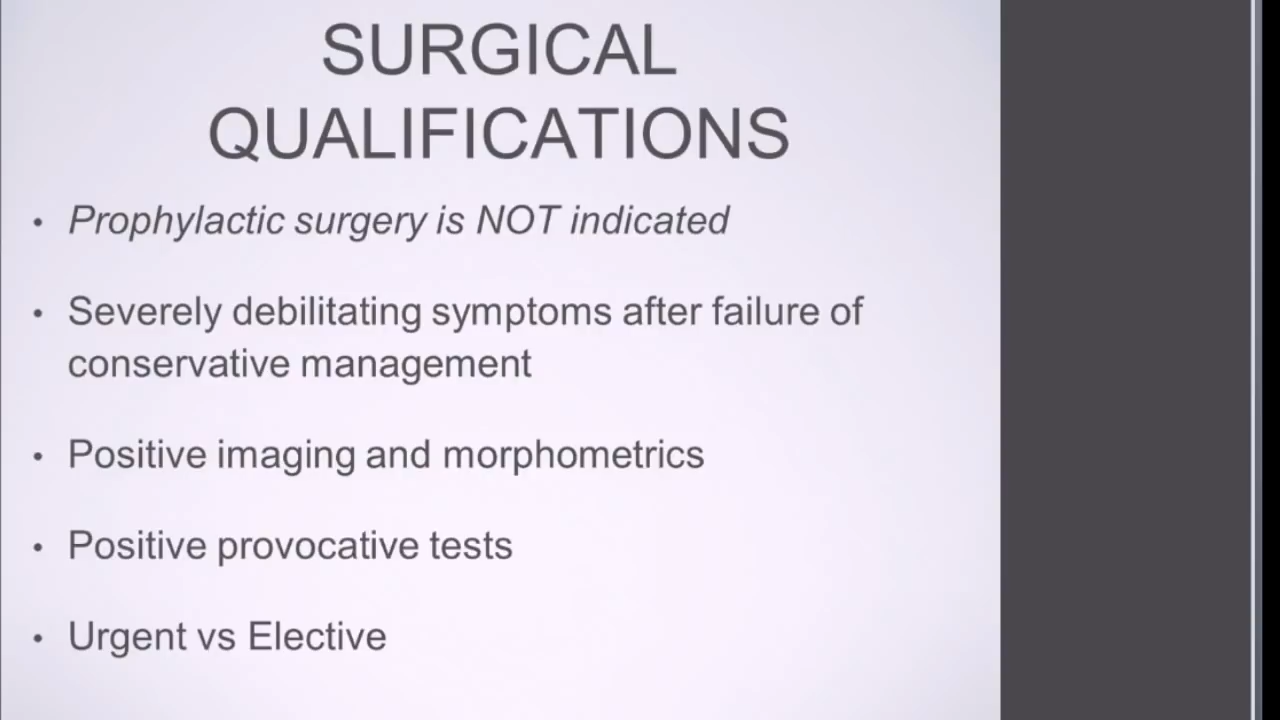 SURGICAL
QUALIFICATIONS
• Prophylactic surgery is NOT indicated
• Severely debilitating symptoms after failure of
conservative management
• Positive imaging and morphometrics
• Positive provocative tests
• Urgent vs Elective